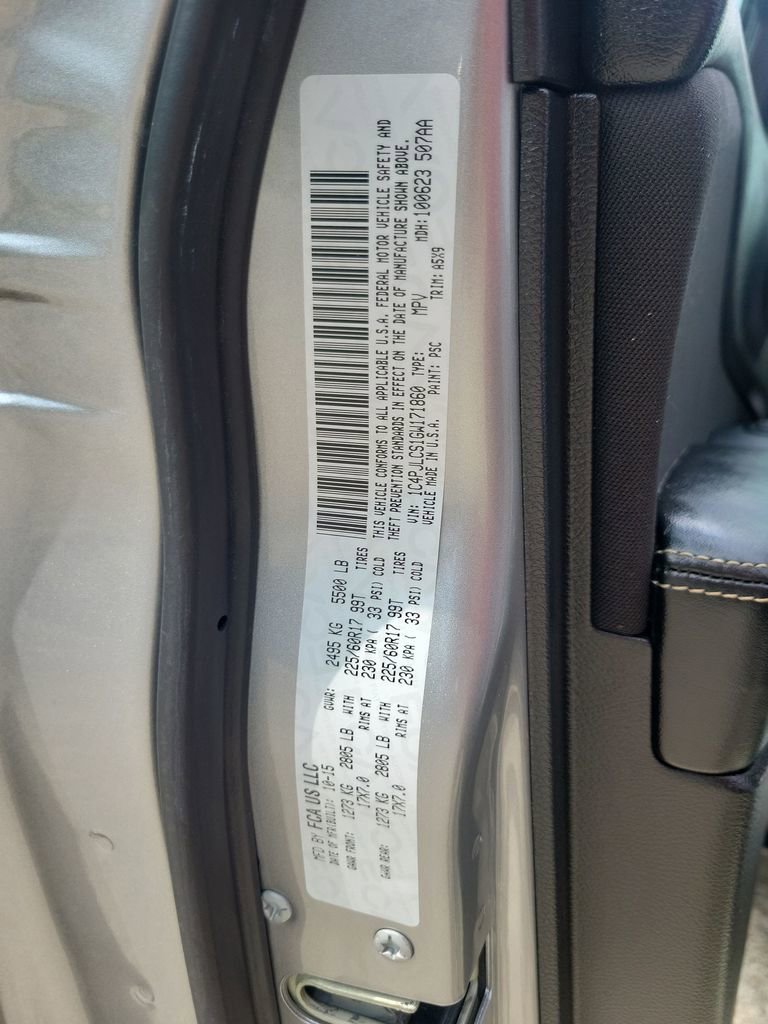 MFD BY FCA US LLC
DATE OF MFR(BUILT): 10-15 GVWR: 2495 KG 5500 LB
GAWR FRONT: 1273 KG 2805 LB WITH 225/60R17 99T TIRES
17X7.0 RIMS AT 230 KPA ( 33 PSI) COLD
GAWR REAR: 1273 KG 2805 LB WITH 225/60R17 99T TIRES
17X7.0 RIMS AT 230 KPA ( 33 PSI) COLD
THIS VEHICLE CONFORMS TO ALL APPLICABLE U.S.A. FEDERAL MOTOR VEHICLE SAFETY AND
THEFT PREVENTION STANDARDS IN EFFECT ON THE DATE OF MANUFACTURE SHOWN ABOVE.
VIN: 1C4PJLCS1GW171860 TYPE: MPV MDH:100623 507AA
VEHICLE MADE IN U.S.A. PAINT: PSC TRIM: A5X9